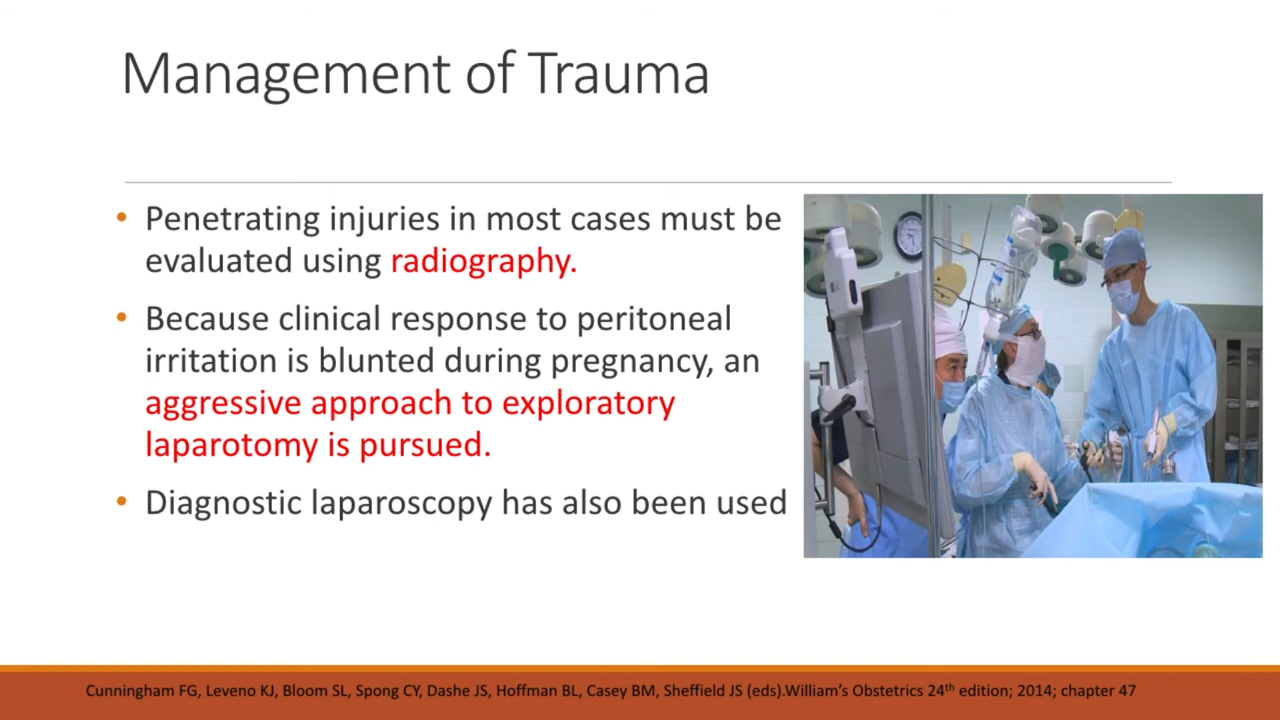 Management of Trauma
• Penetrating injuries in most cases must be
evaluated using radiography.
• Because clinical response to peritoneal
irritation is blunted during pregnancy, an
aggressive approach to exploratory
laparotomy is pursued.
• Diagnostic laparoscopy has also been used
Cunningham FG, Leveno KJ, Bloom SL, Spong CY, Dashe JS, Hoffman BL, Casey BM, Sheffield JS (eds).William’s Obstetrics 24th edition; 2014; chapter 47